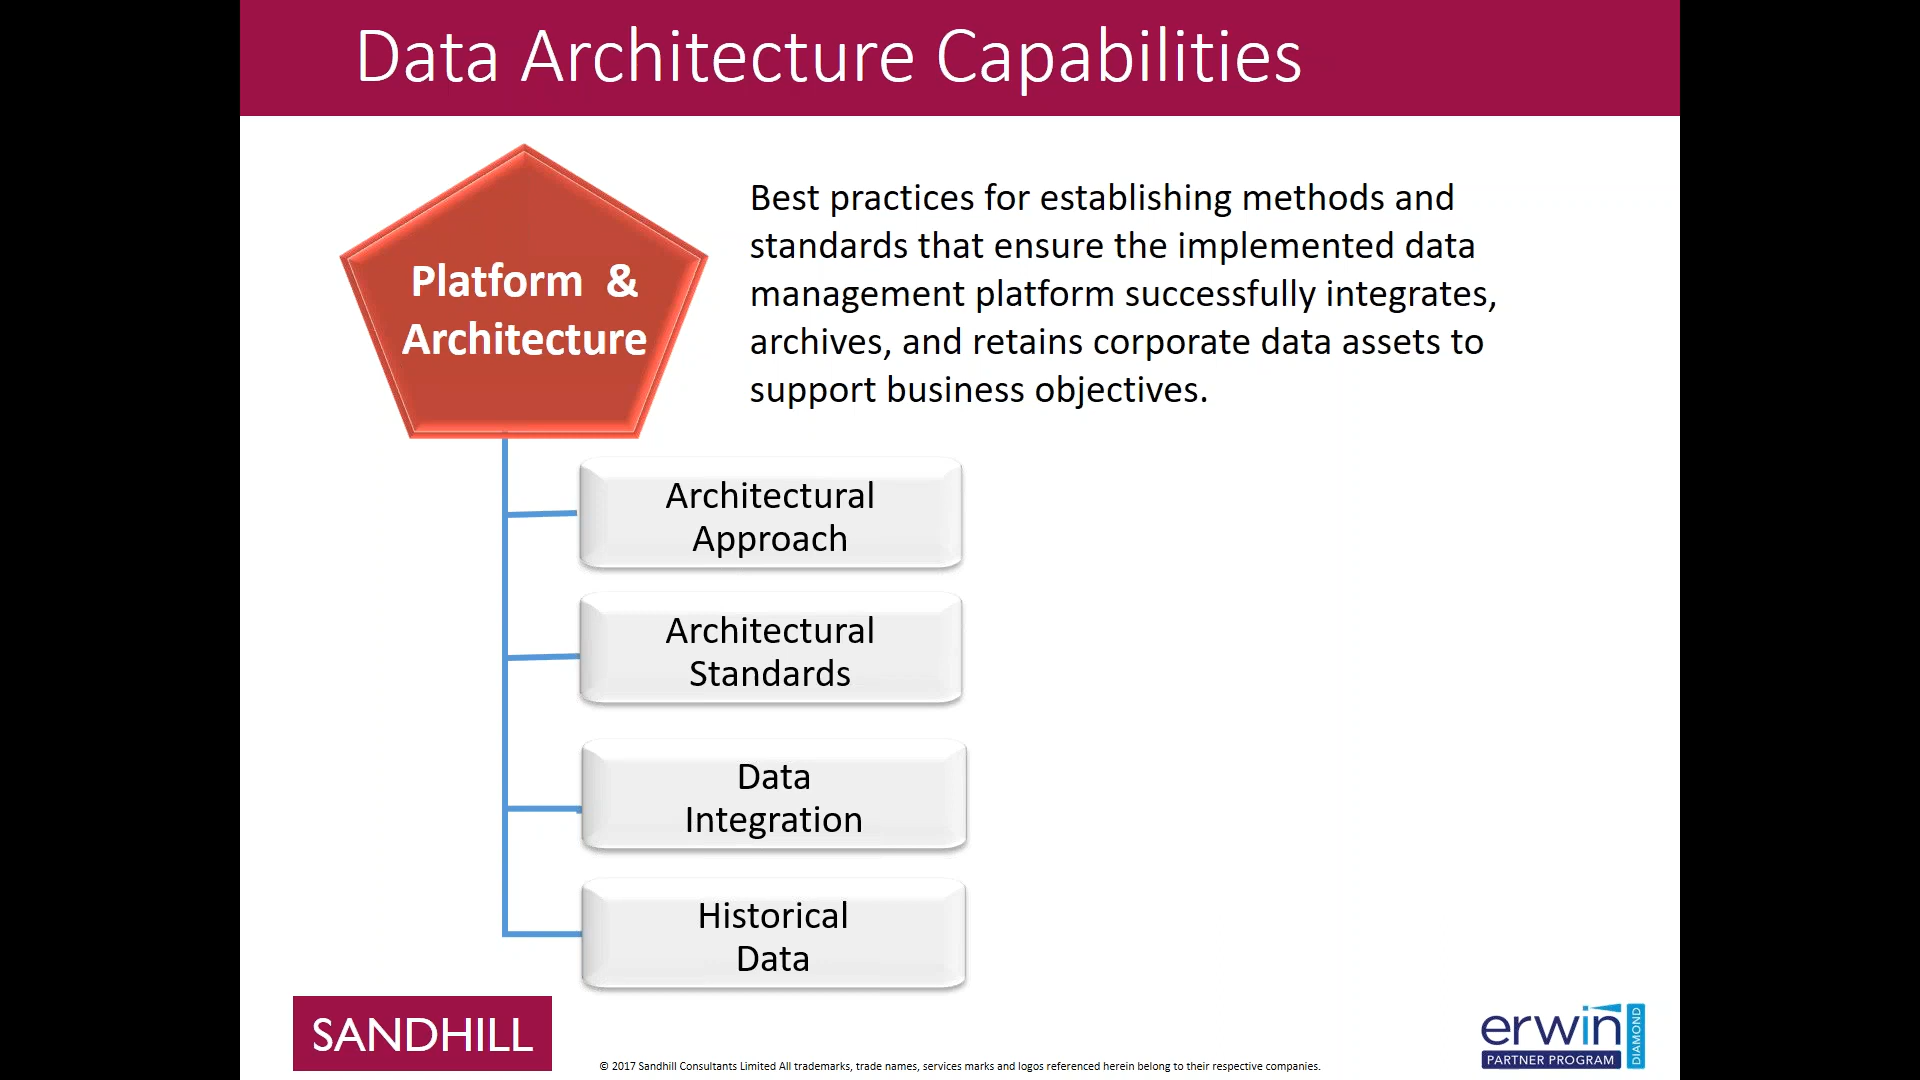 Data Architecture Capabilities
Platform & 
Architecture
Best practices for establishing methods and
standards that ensure the implemented data
management platform successfully integrates,
archives, and retains corporate data assets to
support business objectives.
Architectural
Approach
Architectural
Standards
Data
Integration
Historical
Data
SANDHILL
© 2017 Sandhill Consultants Limited All trademarks, trade names, services marks and logos referenced herein belong to their respective companies.
erwin
PARTNER PROGRAM
DIAMOND